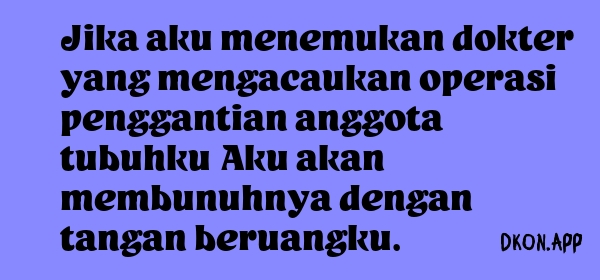 Jika aku menemukan dokter
yang mengacaukan operasi
penggantian anggota
tubuhku Aku akan
membunuhnya dengan
tangan beruangku.
DKON.APP